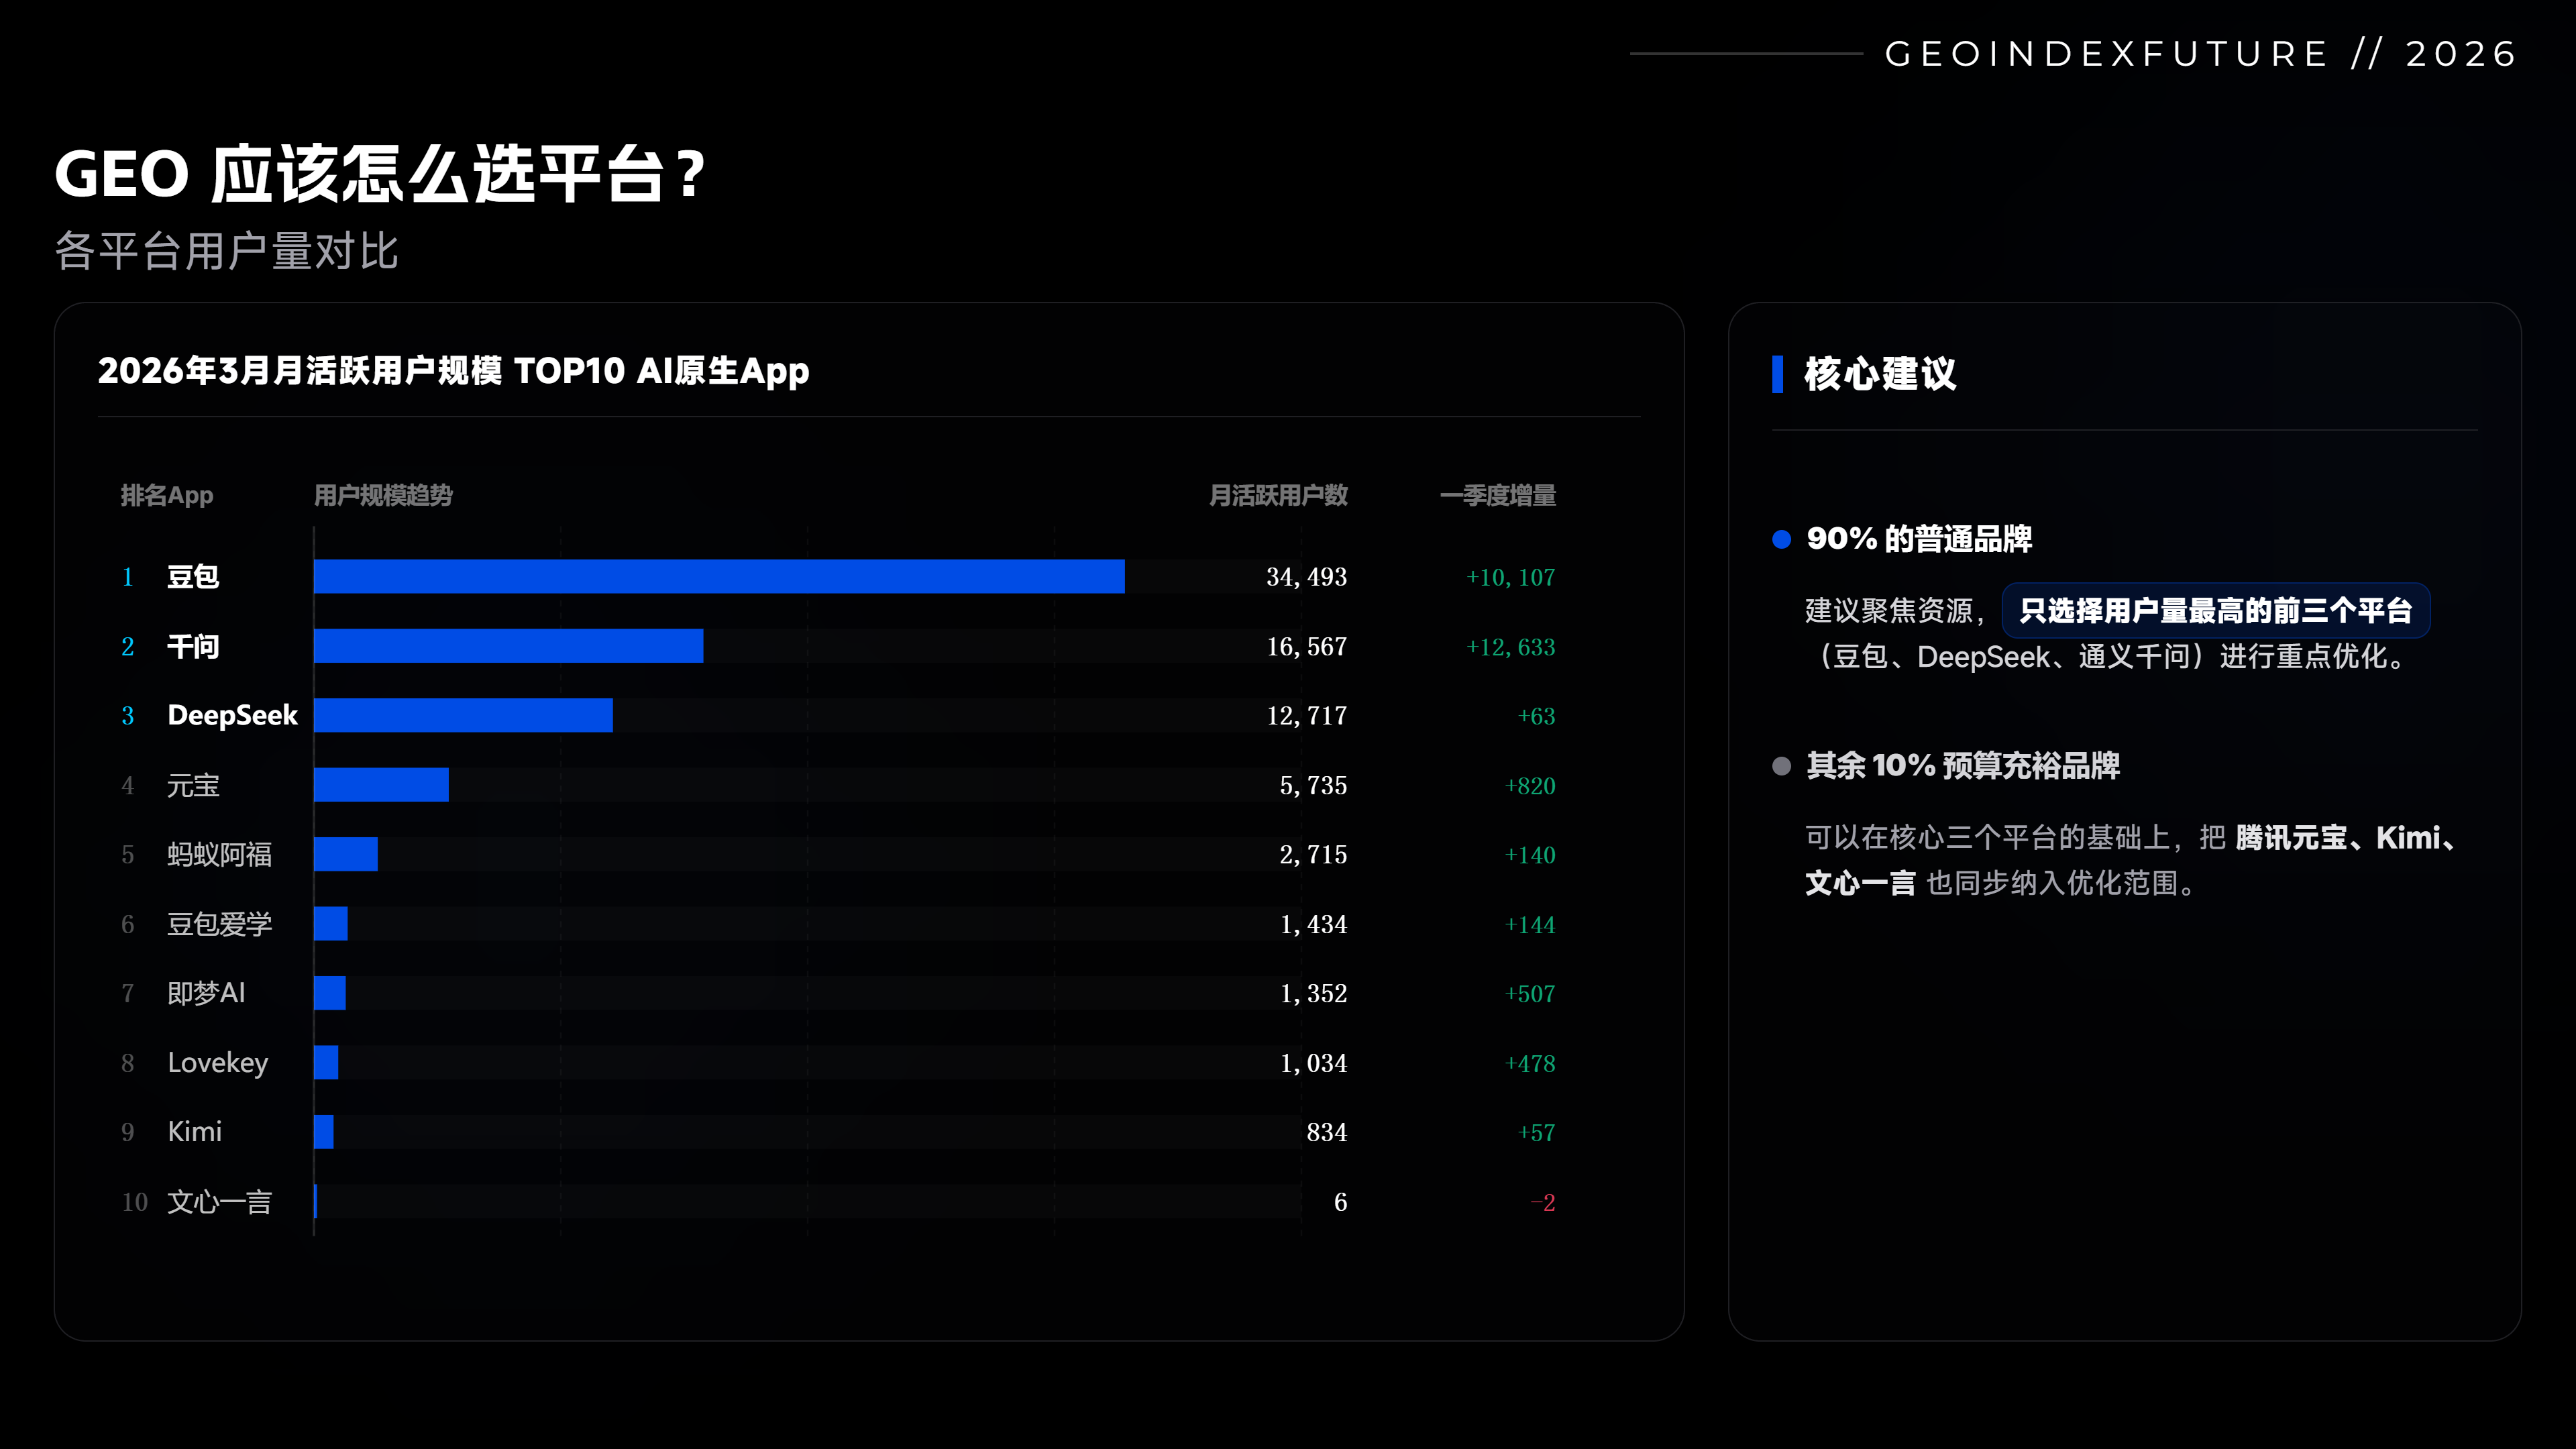 GEOINDEXFUTURE // 2026
GEO 应该怎么选平台？
各平台用户量对比
2026年3月月活跃用户规模 TOP10 AI原生App
排名 App 用户规模趋势 月活跃用户数 一季度增量
1 豆包 34,493 +10,107
2 千问 16,567 +12,633
3 DeepSeek 12,717 +63
4 元宝 5,735 +820
5 蚂蚁阿福 2,715 +140
6 豆包爱学 1,434 +144
7 即梦AI 1,352 +507
8 Lovekey 1,034 +478
9 Kimi 834 +57
10 文心一言 6 -2
核心建议
90% 的普通品牌
建议聚焦资源，只选择用户量最高的前三个平台
（豆包、DeepSeek、通义千问）进行重点优化。
其余 10% 预算充裕品牌
可以在核心三个平台的基础上，把 腾讯元宝、Kimi、
文心一言 也同步纳入优化范围。